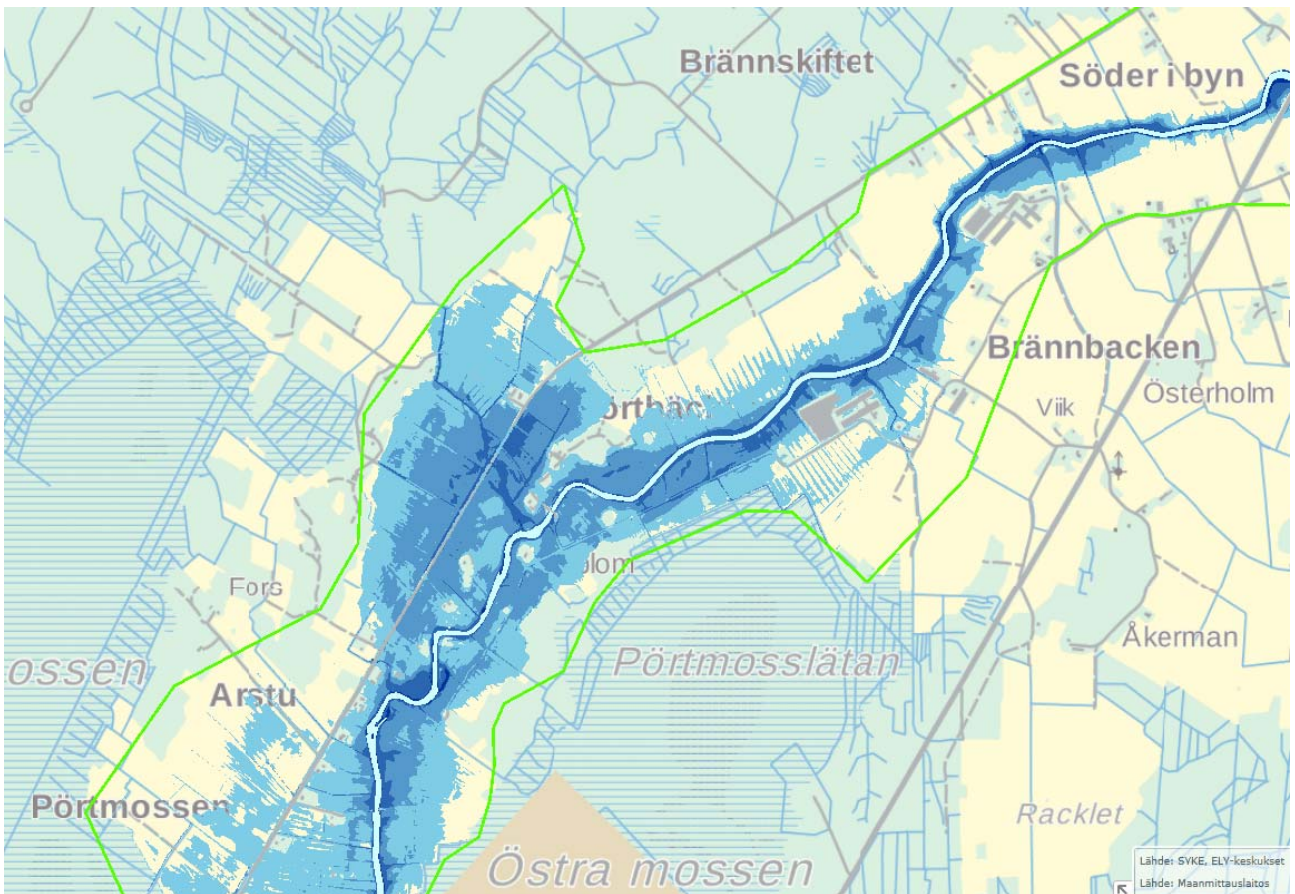 Brännskiftet
Söder i byn
Brännbacken
Österholm
Viik
Fors
Åkerman
Pörtmosslätan
ossen
Arstu
Pörtmossen
Racklet
Östra mossen
Lähde: SYKE, ELY-keskukset
Lähde: Maanmittauslaitos